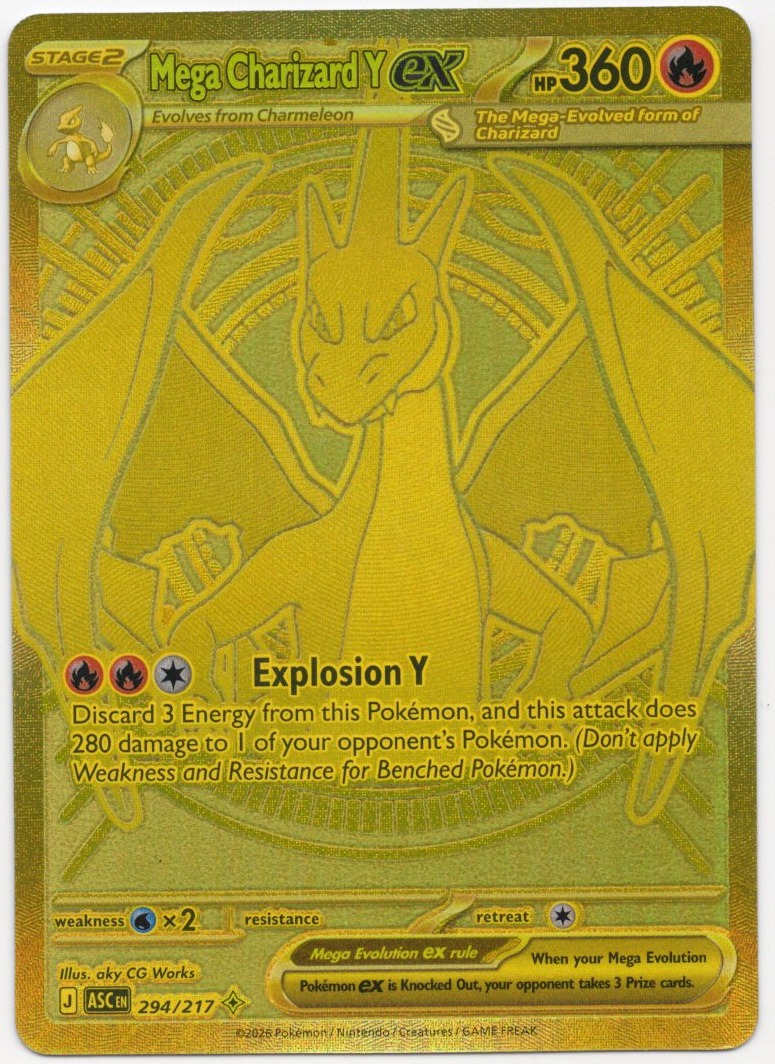 STAGE2
Mega Charizard Y ex
HP 360
Evolves from Charmeleon
The Mega-Evolved form of
Charizard
Explosion Y
Discard 3 Energy from this Pokémon, and this attack does
280 damage to 1 of your opponent's Pokémon. (Don't apply
Weakness and Resistance for Benched Pokémon.)
weakness ×2 resistance retreat
Mega Evolution ex rule When your Mega Evolution
Pokémon ex is Knocked Out, your opponent takes 3 Prize cards.
Illus. aky CG Works
J ASC EN 294/217
©2026 Pokémon / Nintendo / Creatures / GAME FREAK